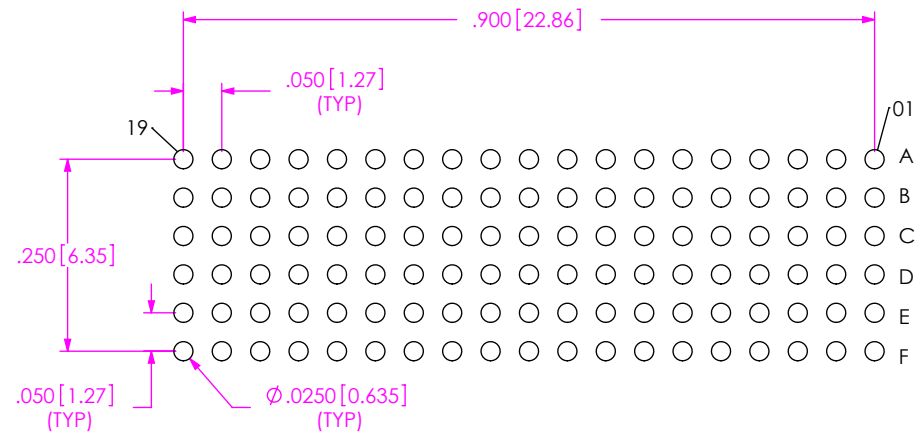 .900 [22.86]
.050 [1.27]
(TYP)
19
01
A
B
C
D
E
F
.250 [6.35]
.050 [1.27]
(TYP)
Ø.0250 [0.635]
(TYP)